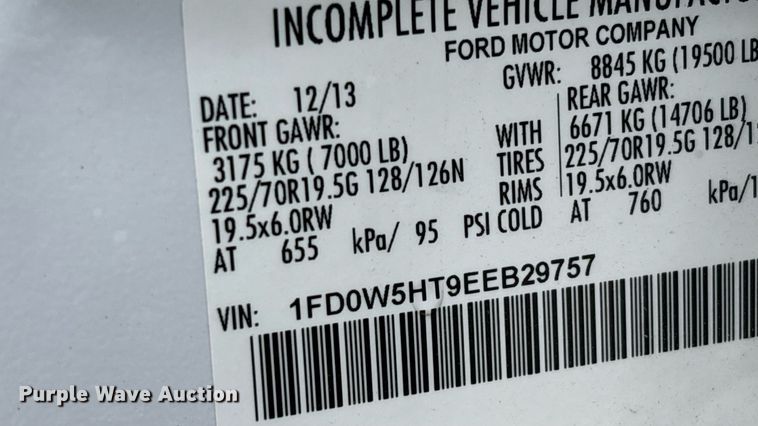 INCOMPLETE VEHICLE
FORD MOTOR COMPANY
DATE: 12/13 GVWR: 8845 KG (19500 LB
FRONT GAWR: REAR GAWR:
3175 KG ( 7000 LB) WITH 6671 KG (14706 LB)
225/70R19.5G 128/126N TIRES 225/70R19.5G 128/1
19.5x6.0RW RIMS 19.5x6.0RW
AT 655 kPa/ 95 PSI COLD AT 760 kPa/1
VIN: 1FD0W5HT9EEB29757
Purple Wave Auction